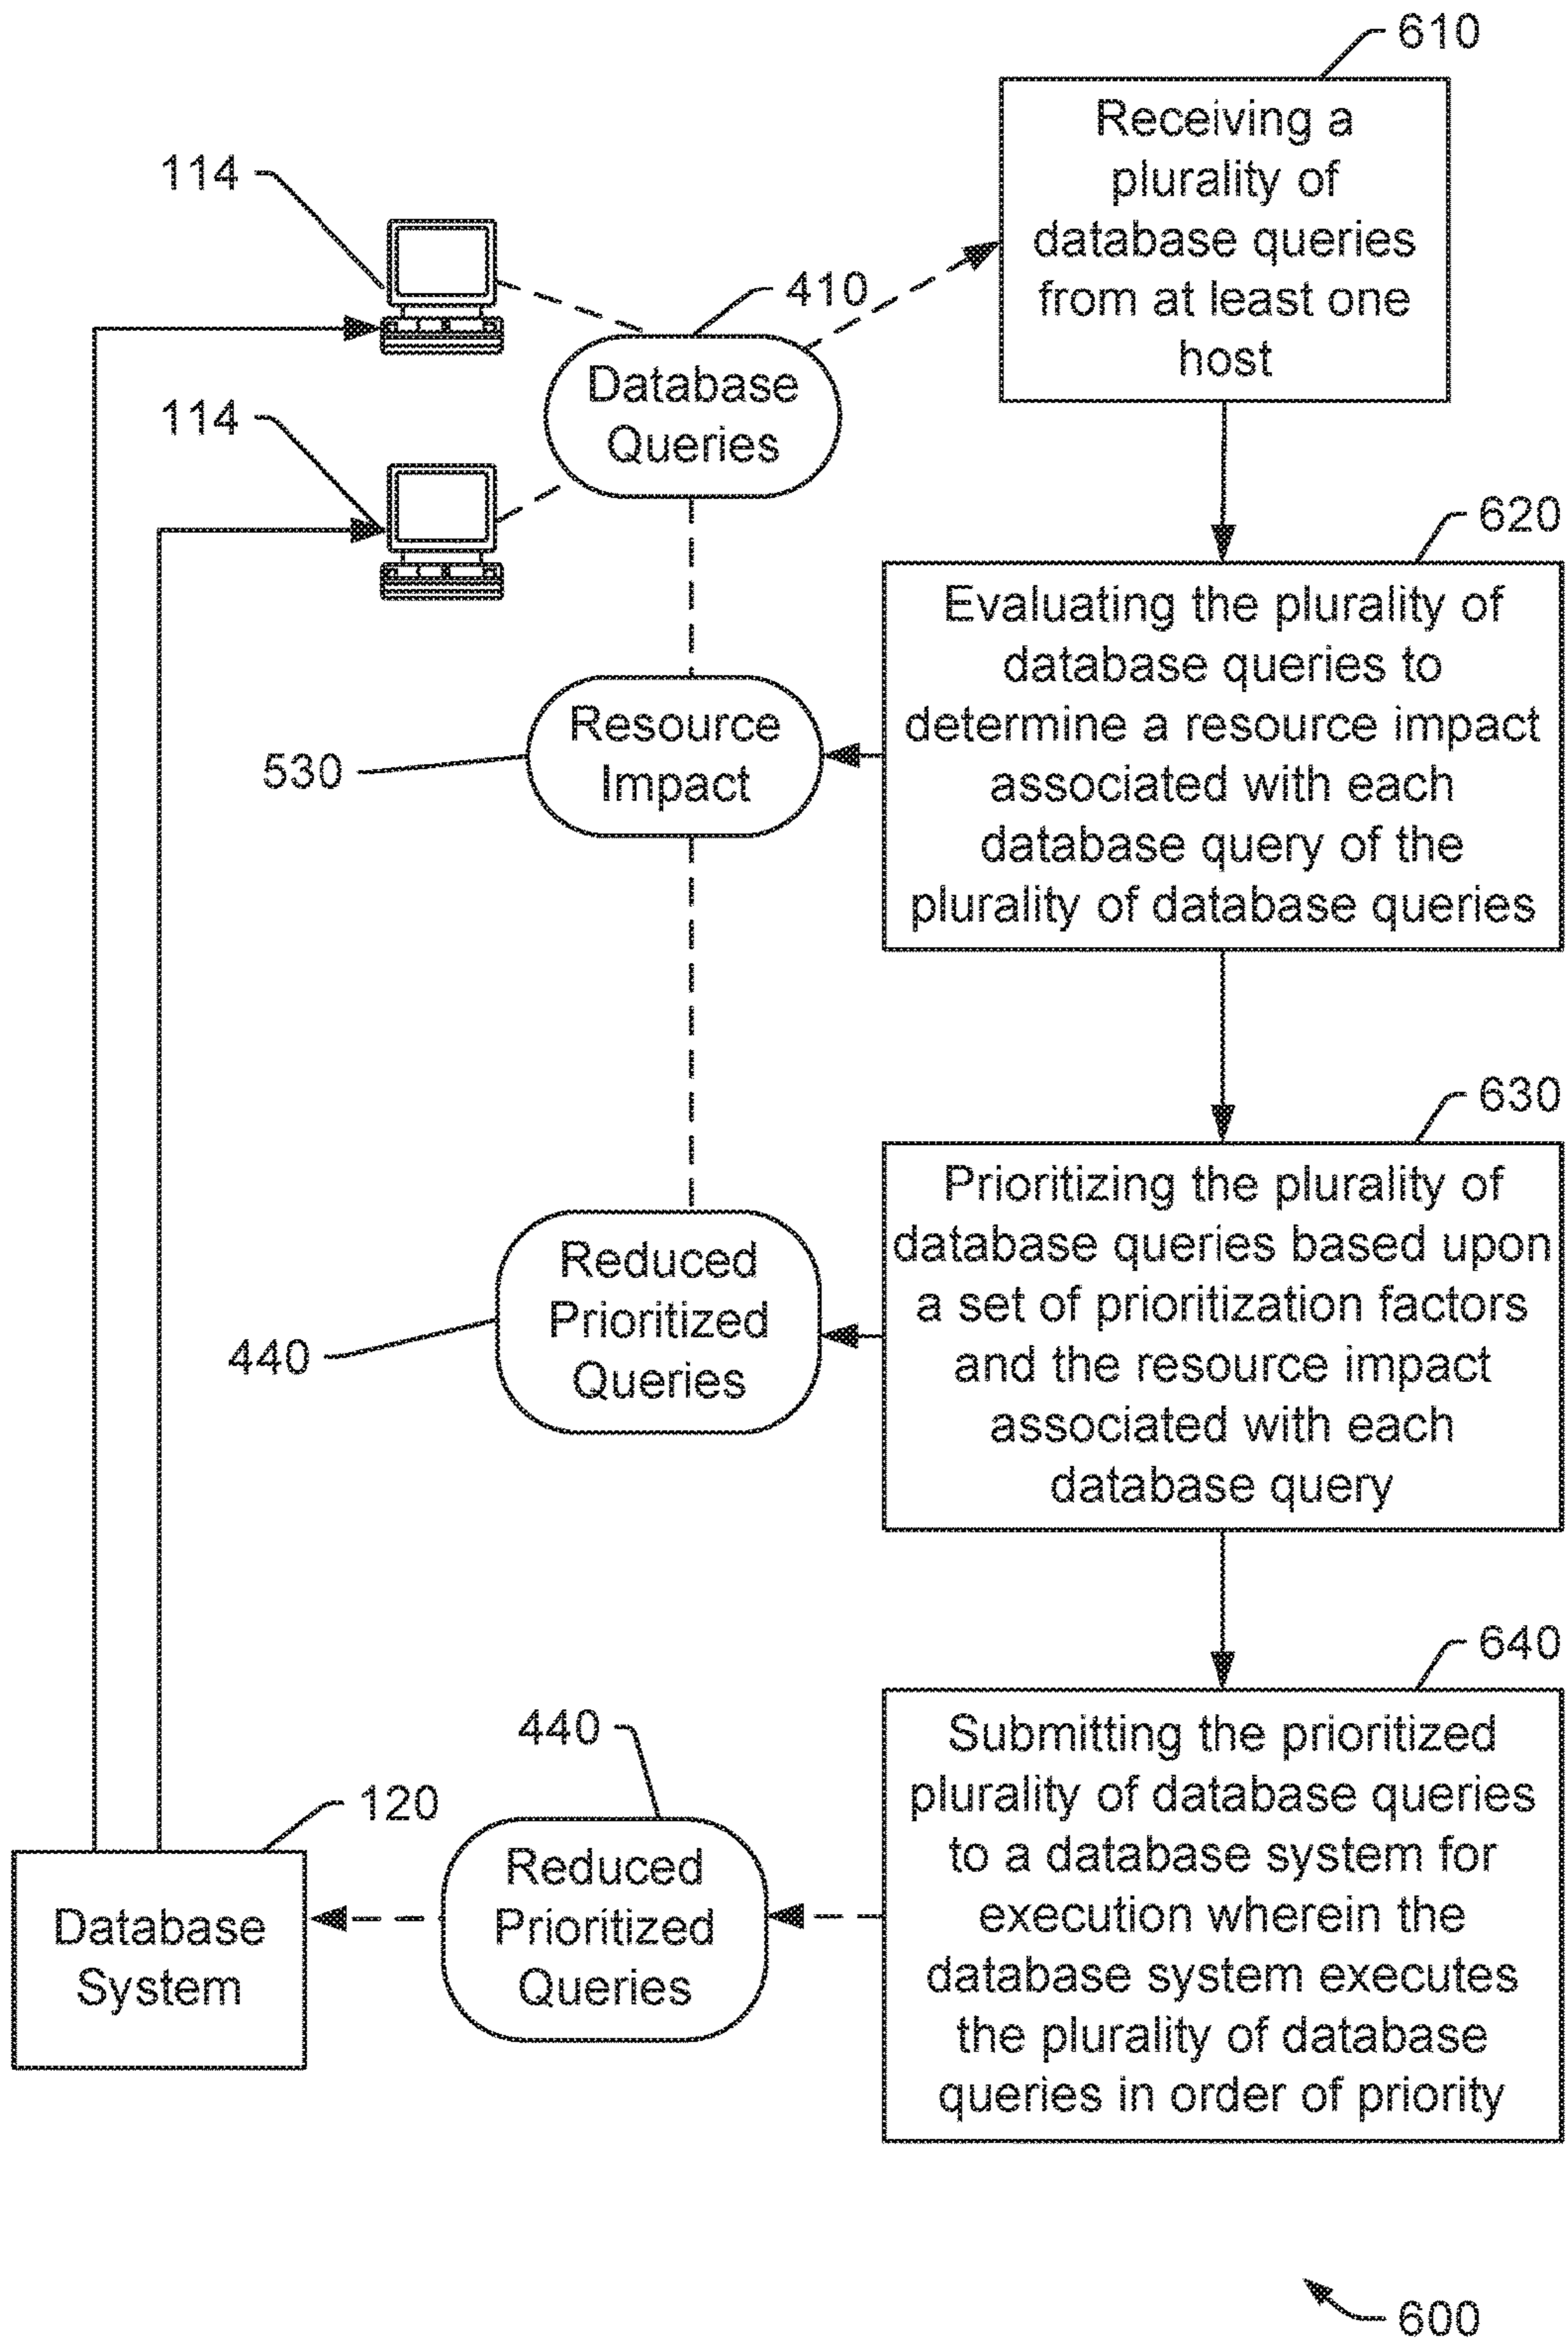 610
Receiving a
plurality of
database queries
from at least one
host
114
410
Database
Queries
114
620
Evaluating the plurality of
database queries to
determine a resource impact
associated with each
database query of the
plurality of database queries
Resource
Impact
530
630
Prioritizing the plurality of
database queries based upon
a set of prioritization factors
and the resource impact
associated with each
database query
Reduced
Prioritized
Queries
440
640
Submitting the prioritized
plurality of database queries
to a database system for
execution wherein the
database system executes
the plurality of database
queries in order of priority
440
Reduced
Prioritized
Queries
120
Database
System
600